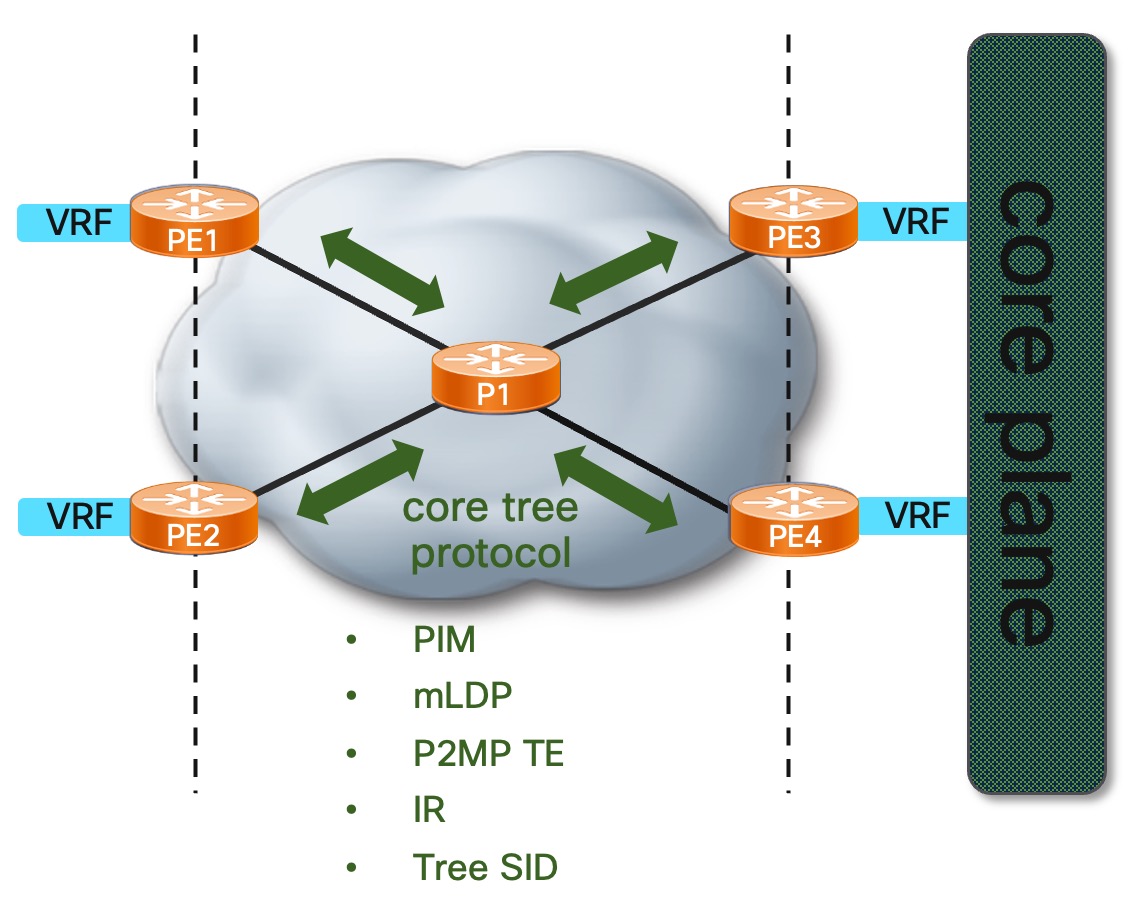 VRF
PE1
PE3
VRF
P1
VRF
PE2
PE4
VRF
core tree
protocol
• PIM
• mLDP
• P2MP TE
• IR
• Tree SID
core plane